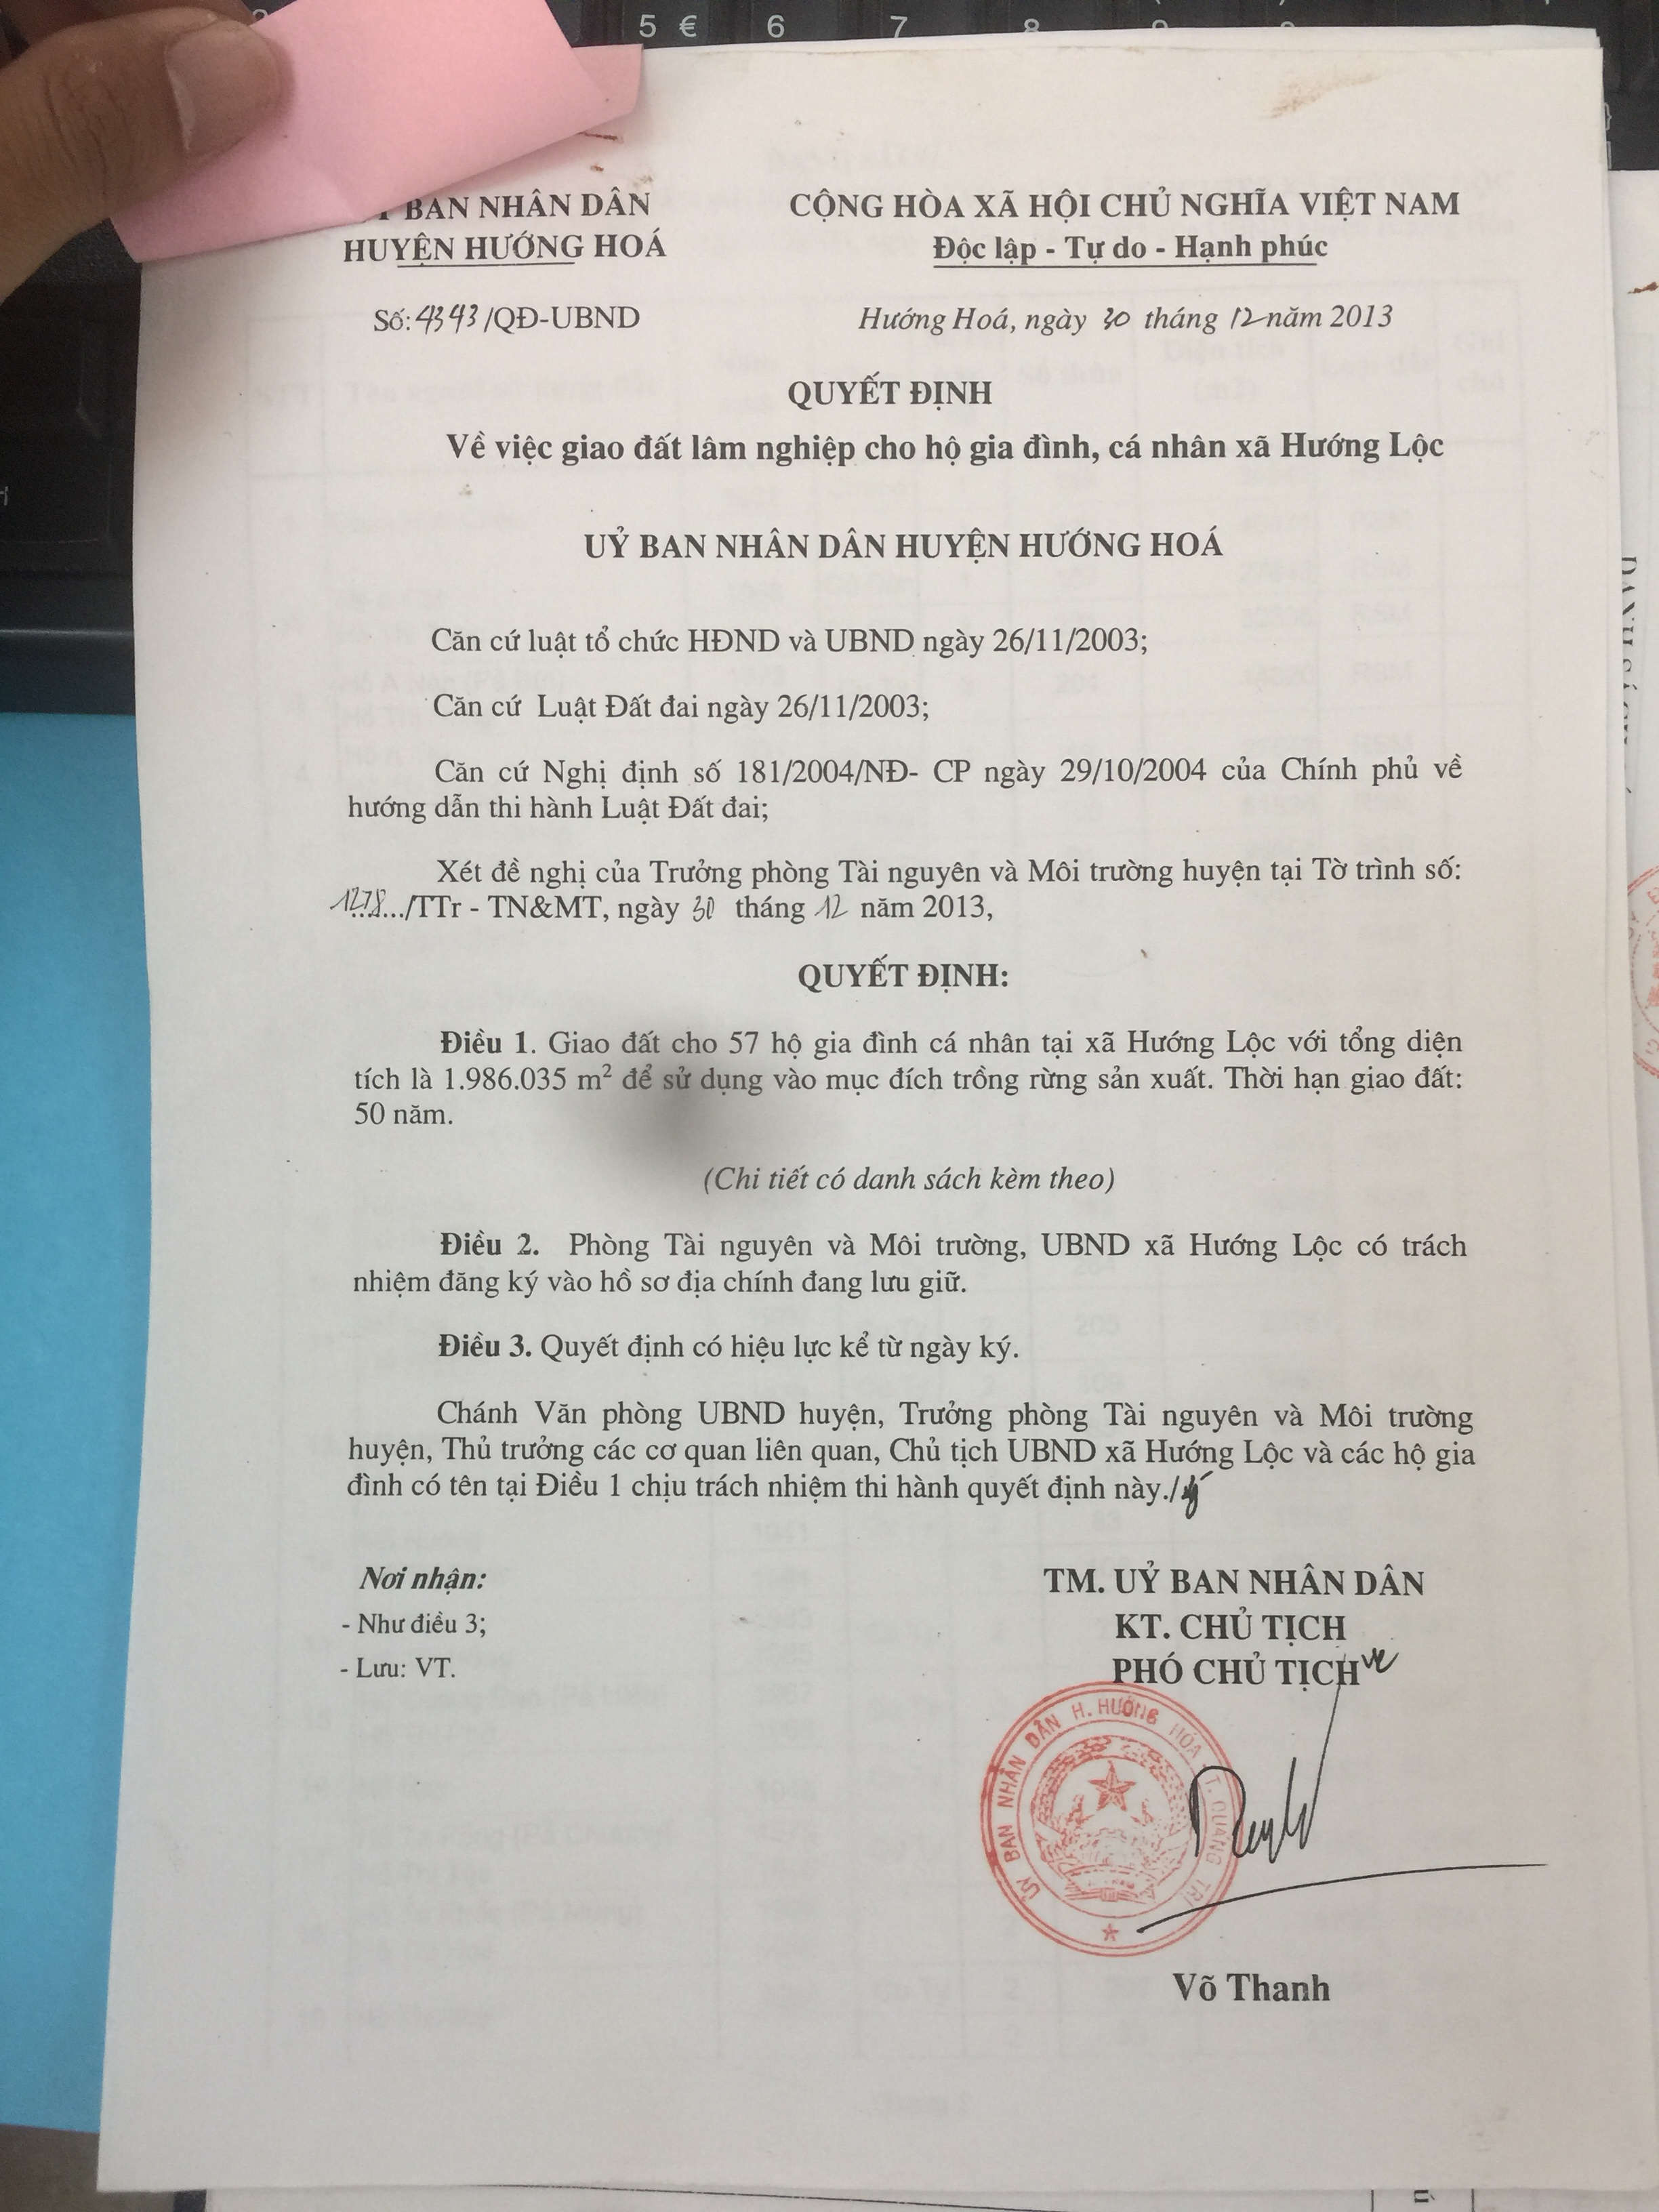 BAN NHÂN DÂN
HUYỆN HƯỚNG HOÁ
CỘNG HÒA XÃ HỘI CHỦ NGHĨA VIỆT NAM
Độc lập - Tự do - Hạnh phúc
Số: 4343/QĐ-UBND
Hướng Hoá, ngày 30 tháng 12 năm 2013
QUYẾT ĐỊNH
Về việc giao đất lâm nghiệp cho hộ gia đình, cá nhân xã Hướng Lộc
UỶ BAN NHÂN DÂN HUYỆN HƯỚNG HOÁ
Căn cứ luật tổ chức HĐND và UBND ngày 26/11/2003;
Căn cứ Luật Đất đai ngày 26/11/2003;
Căn cứ Nghị định số 181/2004/NĐ- CP ngày 29/10/2004 của Chính phủ về
hướng dẫn thi hành Luật Đất đai;
Xét đề nghị của Trưởng phòng Tài nguyên và Môi trường huyện tại Tờ trình số:
1278.../TTr - TN&MT, ngày 30 tháng 12 năm 2013,
QUYẾT ĐỊNH:
Điều 1. Giao đất cho 57 hộ gia đình cá nhân tại xã Hướng Lộc với tổng diện
tích là 1.986.035 m² để sử dụng vào mục đích trồng rừng sản xuất. Thời hạn giao đất:
50 năm.
(Chi tiết có danh sách kèm theo)
Điều 2. Phòng Tài nguyên và Môi trường, UBND xã Hướng Lộc có trách
nhiệm đăng ký vào hồ sơ địa chính đang lưu giữ.
Điều 3. Quyết định có hiệu lực kể từ ngày ký.
Chánh Văn phòng UBND huyện, Trưởng phòng Tài nguyên và Môi trường
huyện, Thủ trưởng các cơ quan liên quan, Chủ tịch UBND xã Hướng Lộc và các hộ gia
đình có tên tại Điều 1 chịu trách nhiệm thi hành quyết định này./
Nơi nhận:
- Như điều 3;
- Lưu: VT.
TM. UỶ BAN NHÂN DÂN
KT. CHỦ TỊCH
PHÓ CHỦ TỊCH
ỦY BAN NHÂN DÂN H. HƯỚNG HÓA T. QUẢNG TRỊ
Võ Thanh
5 € 6 7 8